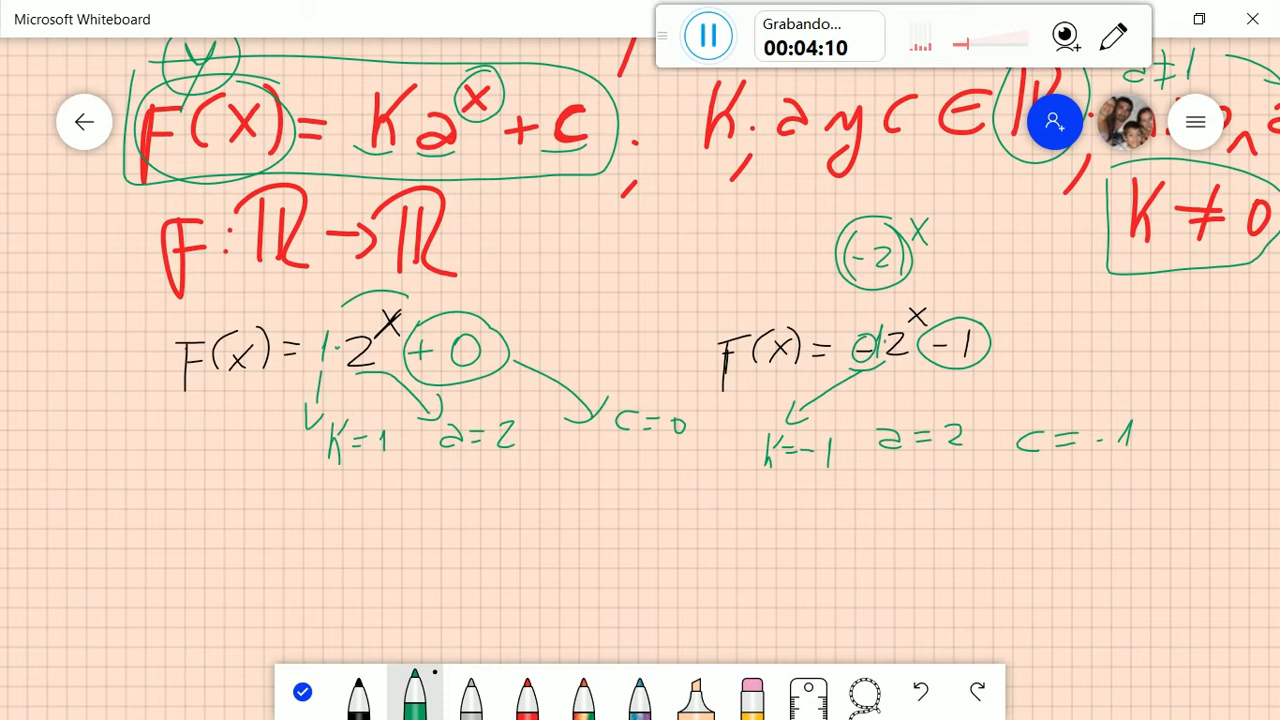 Microsoft Whiteboard
Grabando...
00:04:10
y
a≠1
F(x) = K a^x + c ; K, a y c ∈ ℝ ;
F : ℝ → ℝ
K ≠ 0
(-2)^x
F(x) = 1·2^x + 0
F(x) = -1·2^x - 1
K=1 a=2 c=0
K=-1 a=2 c=-1